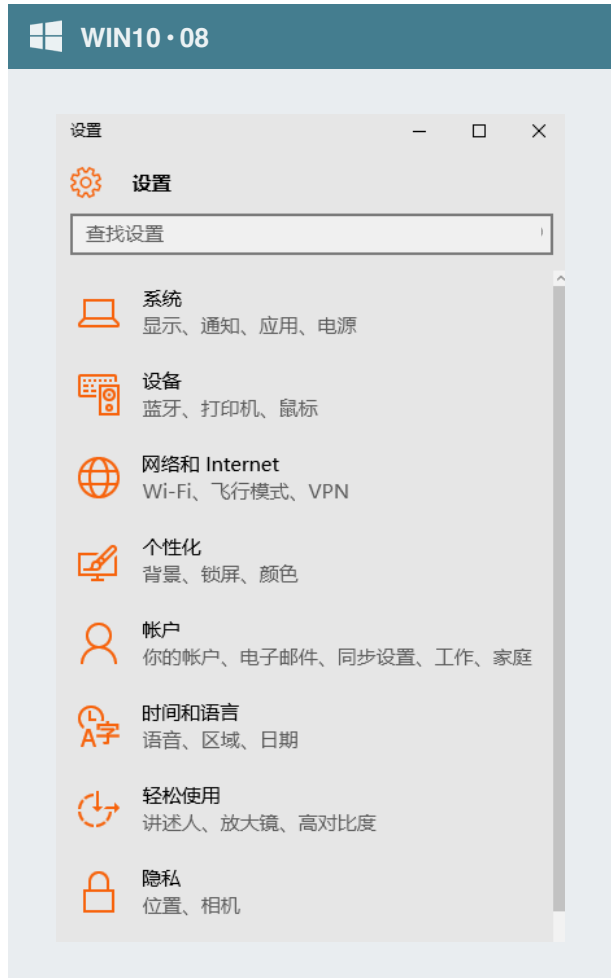 WIN10·08
设置
设置
查找设置
系统
显示、通知、应用、电源
设备
蓝牙、打印机、鼠标
网络和 Internet
Wi-Fi、飞行模式、VPN
个性化
背景、锁屏、颜色
帐户
你的帐户、电子邮件、同步设置、工作、家庭
时间和语言
语音、区域、日期
轻松使用
讲述人、放大镜、高对比度
隐私
位置、相机